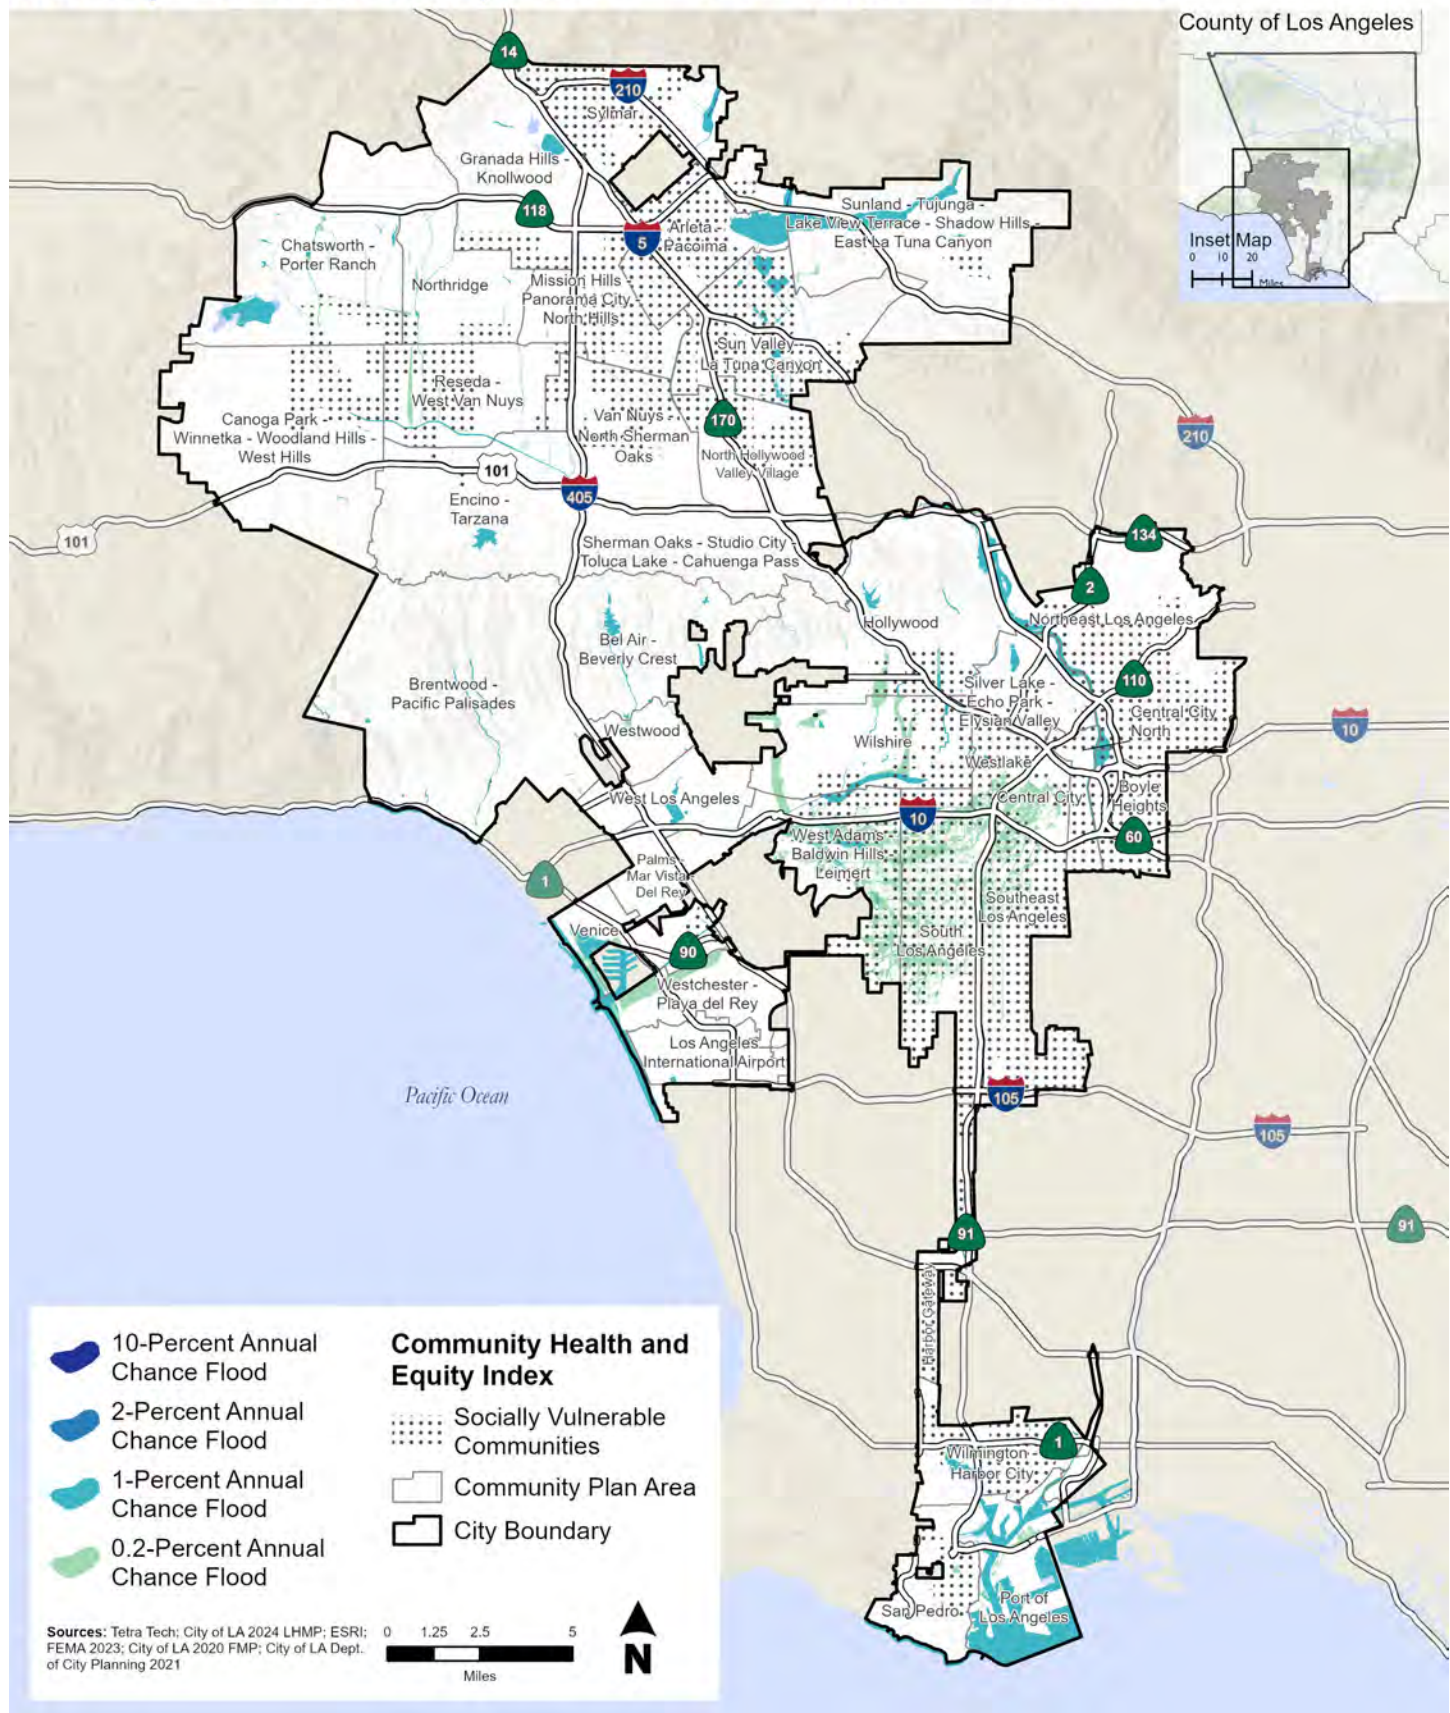 County of Los Angeles
Inset Map
0 10 20
Miles
14
210
Sylmar
Granada Hills -
Knollwood
118
5
Arleta -
Pacoima
Sunland - Tujunga -
Lake View Terrace - Shadow Hills -
East La Tuna Canyon
Chatsworth -
Porter Ranch
Northridge
Mission Hills -
Panorama City -
North Hills
Sun Valley -
La Tuna Canyon
Reseda -
West Van Nuys
Canoga Park -
Winnetka - Woodland Hills -
West Hills
Van Nuys -
North Sherman
Oaks
170
North Hollywood -
Valley Village
210
101
405
Encino -
Tarzana
101
134
Sherman Oaks - Studio City -
Toluca Lake - Cahuenga Pass
2
Northeast Los Angeles
Hollywood
Bel Air -
Beverly Crest
Brentwood -
Pacific Palisades
110
Silver Lake -
Echo Park -
Elysian Valley
Central City
North
10
Westwood
Wilshire
Westlake
Boyle
Heights
West Los Angeles
Central City
10
60
West Adams -
Baldwin Hills -
Leimert
Palms -
Mar Vista -
Del Rey
1
Southeast
Los Angeles
Venice
South
Los Angeles
90
Westchester -
Playa del Rey
Los Angeles
International Airport
Pacific Ocean
105
105
91
91
Harbor Gateway
1
Wilmington -
Harbor City
San Pedro
Port of
Los Angeles
10-Percent Annual
Chance Flood
2-Percent Annual
Chance Flood
1-Percent Annual
Chance Flood
0.2-Percent Annual
Chance Flood
Community Health and
Equity Index
Socially Vulnerable
Communities
Community Plan Area
City Boundary
Sources: Tetra Tech; City of LA 2024 LHMP; ESRI;
FEMA 2023; City of LA 2020 FMP; City of LA Dept.
of City Planning 2021
0 1.25 2.5 5
Miles
N